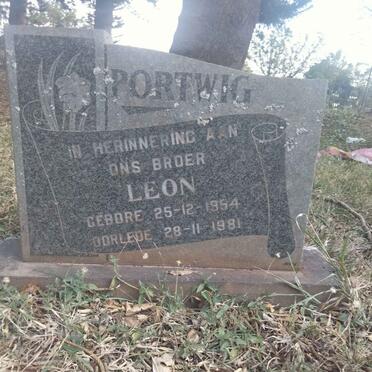 PORTWIG
IN HERINNERING AAN
ONS BROER
LEON
GEBORE 25-12-1954
OORLEDE 28-11-1981